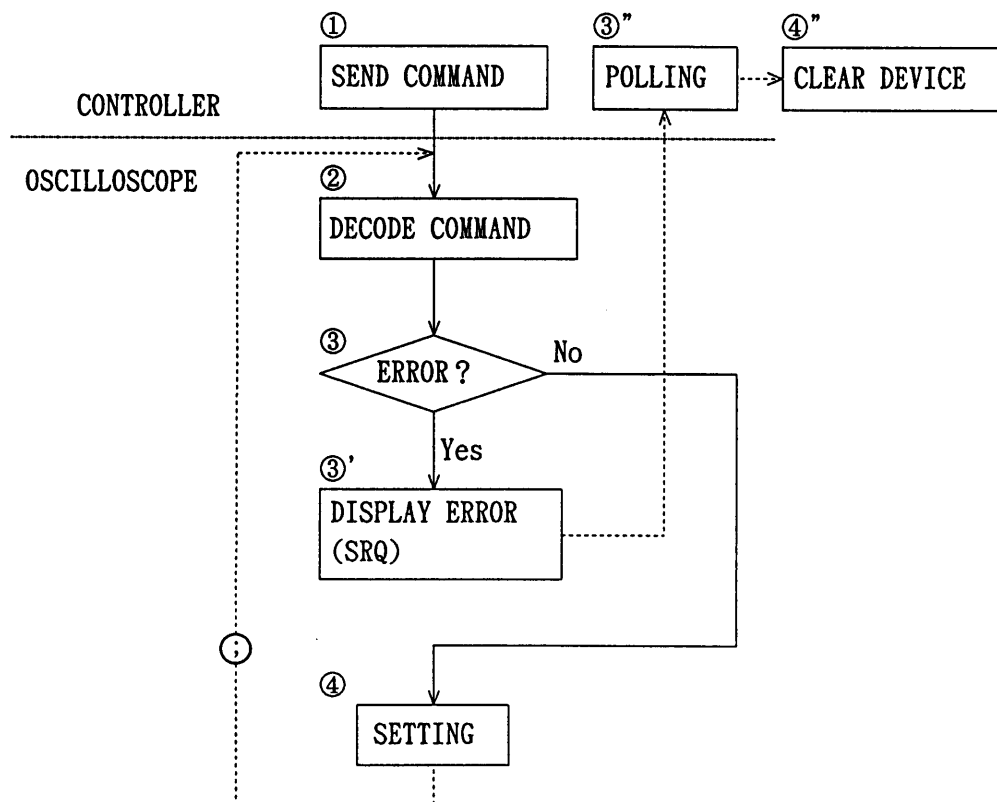 ①
SEND COMMAND
③"
POLLING
④"
CLEAR DEVICE
CONTROLLER
OSCILLOSCOPE
②
DECODE COMMAND
③
ERROR?
No
Yes
③'
DISPLAY ERROR
(SRQ)
;
④
SETTING